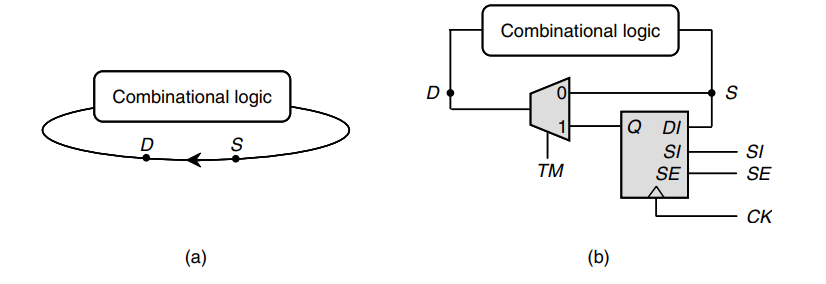 Combinational logic
D
S
(a)
Combinational logic
D
0
S
1
Q
DI
TM
SI
SI
SE
SE
CK
(b)